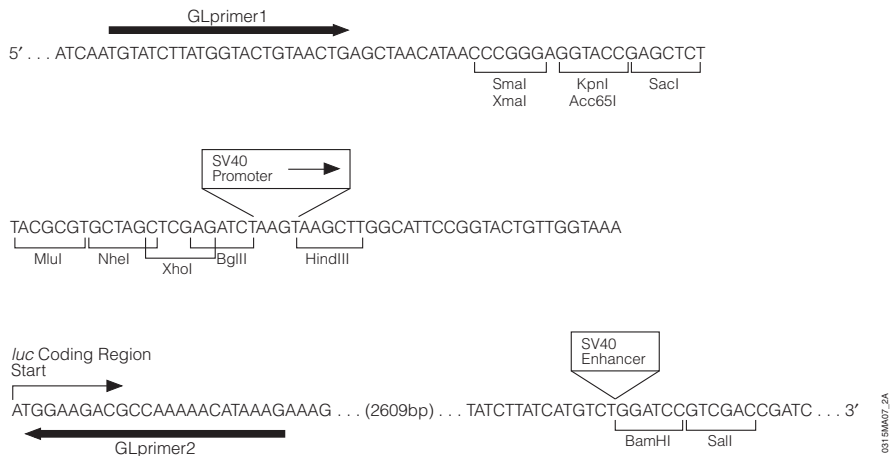 GLprimer1
5′ . . . ATCAATGTATCTTATGGTACTGTAACTGAGCTAACATAACCCGGGAGGTACCGAGCTCT
SmaI KpnI SacI
XmaI Acc65I
SV40
Promoter
TACGCGTGCTAGCTCGAGATCTAAGTAAGCTTGGCATTCCGGTACTGTTGGTAAA
MluI NheI XhoI BglII HindIII
SV40
Enhancer
luc Coding Region
Start
ATGGAAGACGCCAAAAACATAAAGAAAG . . . (2609bp) . . . TATCTTATCATGTCTGGATCCGTCGACCGATC . . . 3′
BamHI SalI
GLprimer2
0315MA07_2A